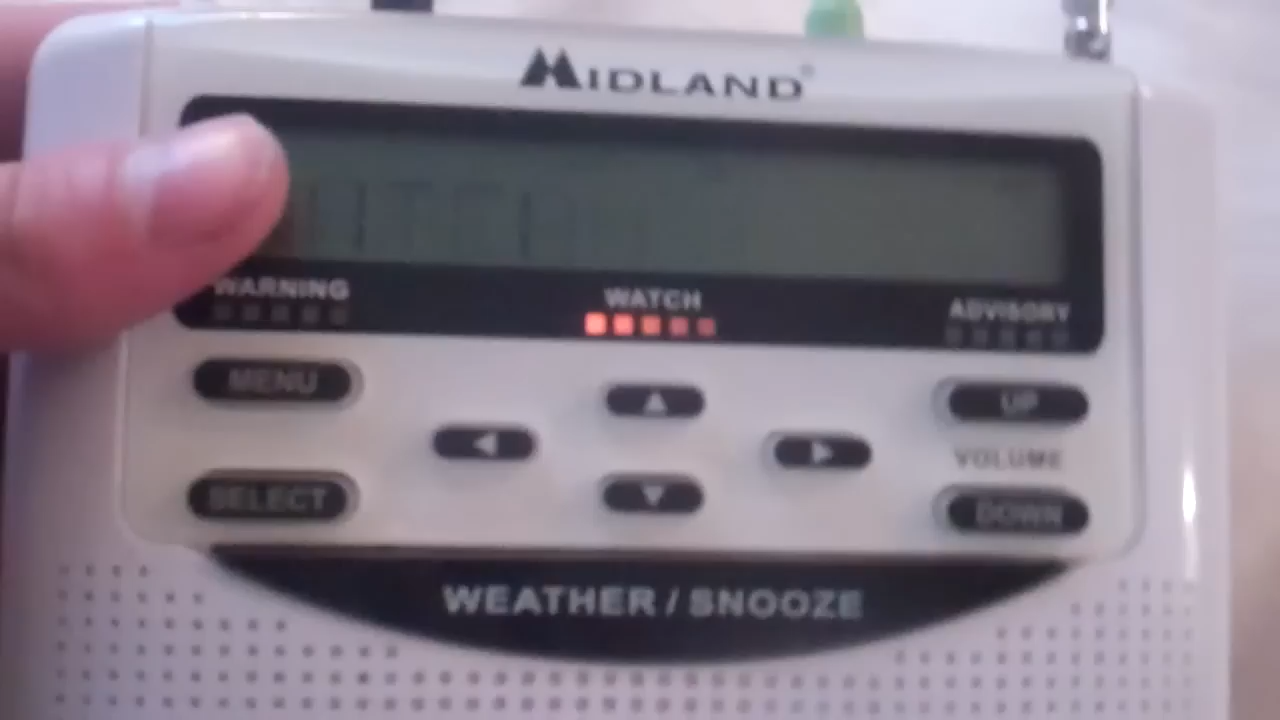 MIDLAND
WARNING
WATCH
ADVISORY
MENU
UP
VOLUME
SELECT
DOWN
WEATHER / SNOOZE